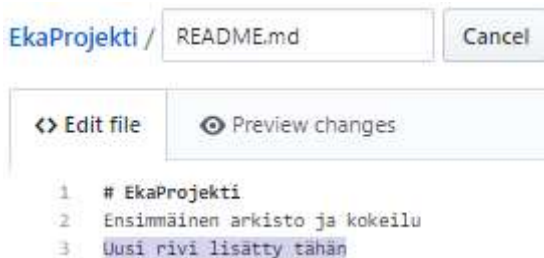 EkaProjekti / README.md Cancel
<> Edit file Preview changes
1 # EkaProjekti
2 Ensimmäinen arkisto ja kokeilu
3 Uusi rivi lisätty tähän